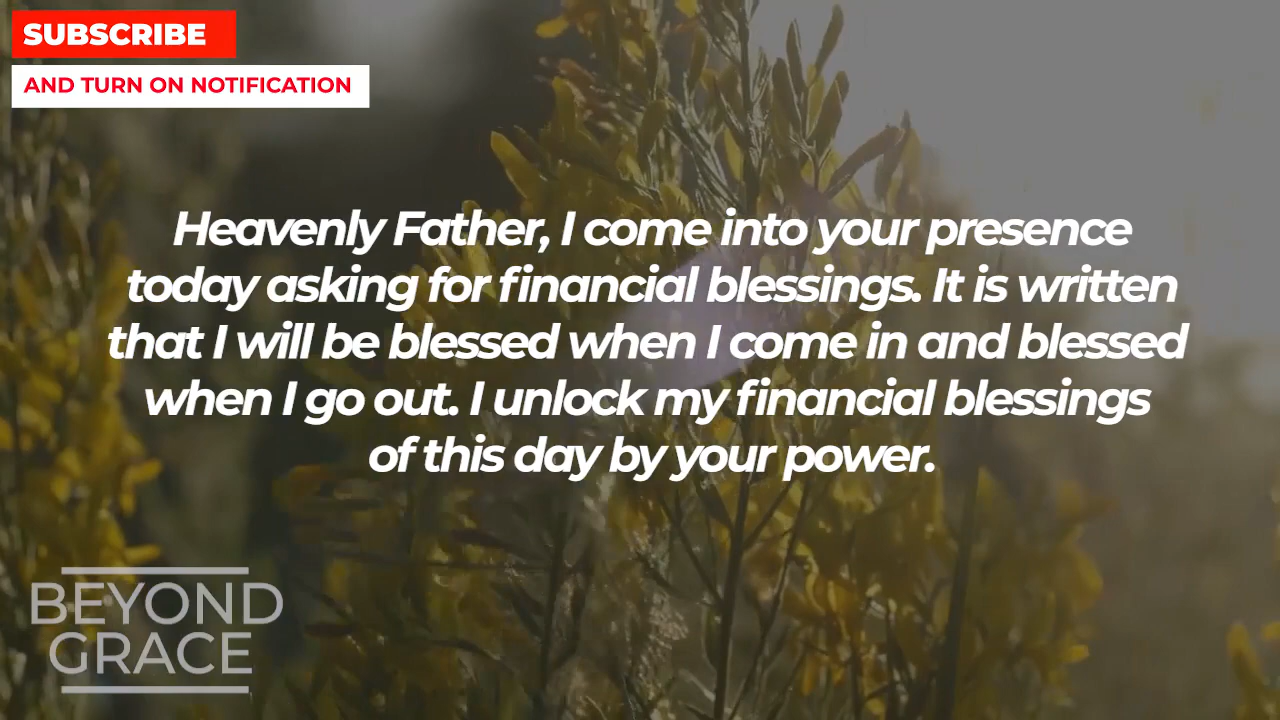 SUBSCRIBE
AND TURN ON NOTIFICATION
Heavenly Father, I come into your presence
today asking for financial blessings. It is written
that I will be blessed when I come in and blessed
when I go out. I unlock my financial blessings
of this day by your power.
BEYOND
GRACE